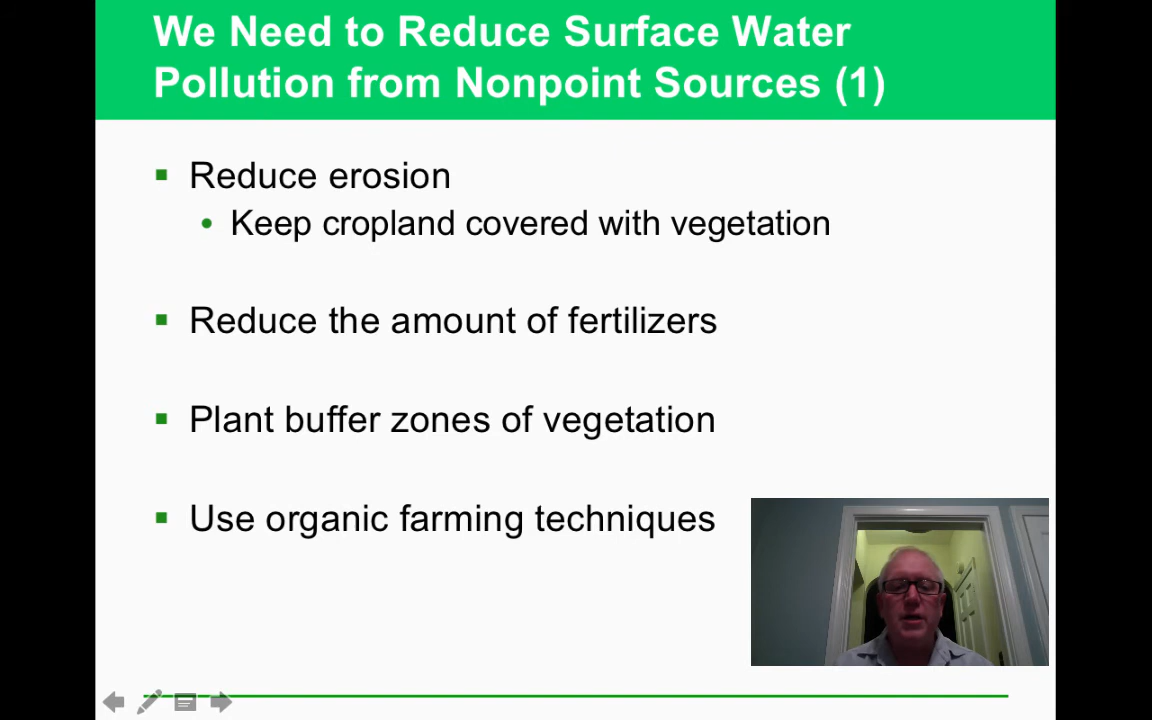 We Need to Reduce Surface Water
Pollution from Nonpoint Sources (1)
Reduce erosion
Keep cropland covered with vegetation
Reduce the amount of fertilizers
Plant buffer zones of vegetation
Use organic farming techniques